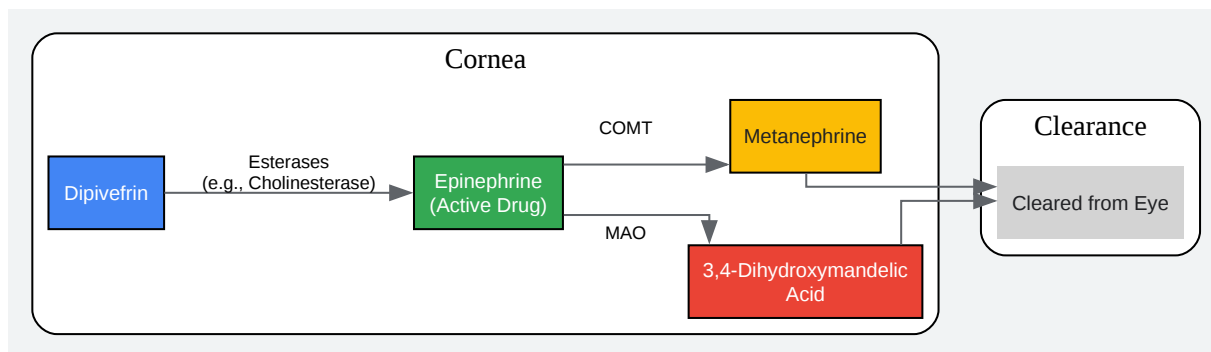 Cornea
Dipivefrin
Esterases
(e.g., Cholinesterase)
Epinephrine
(Active Drug)
COMT
MAO
Metanephrine
3,4-Dihydroxymandelic
Acid
Clearance
Cleared from Eye